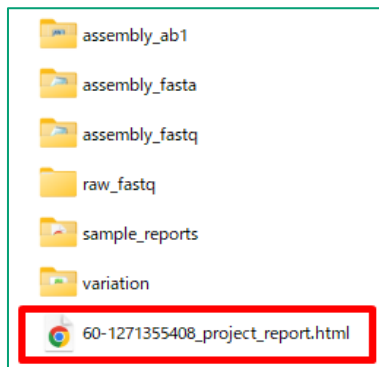 assembly_ab1
assembly_fasta
assembly_fastq
raw_fastq
sample_reports
variation
60-1271355408_project_report.html